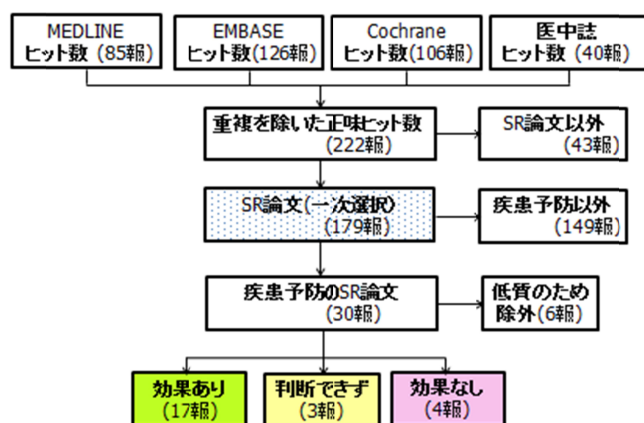 MEDLINE
ヒット数 (85報)
EMBASE
ヒット数(126報)
Cochrane
ヒット数(106報)
医中誌
ヒット数 (40報)
重複を除いた正味ヒット数
(222報)
SR論文以外
(43報)
SR論文(一次選択)
(179報)
疾患予防以外
(149報)
疾患予防のSR論文
(30報)
低質のため
除外(6報)
効果あり
(17報)
判断できず
(3報)
効果なし
(4報)